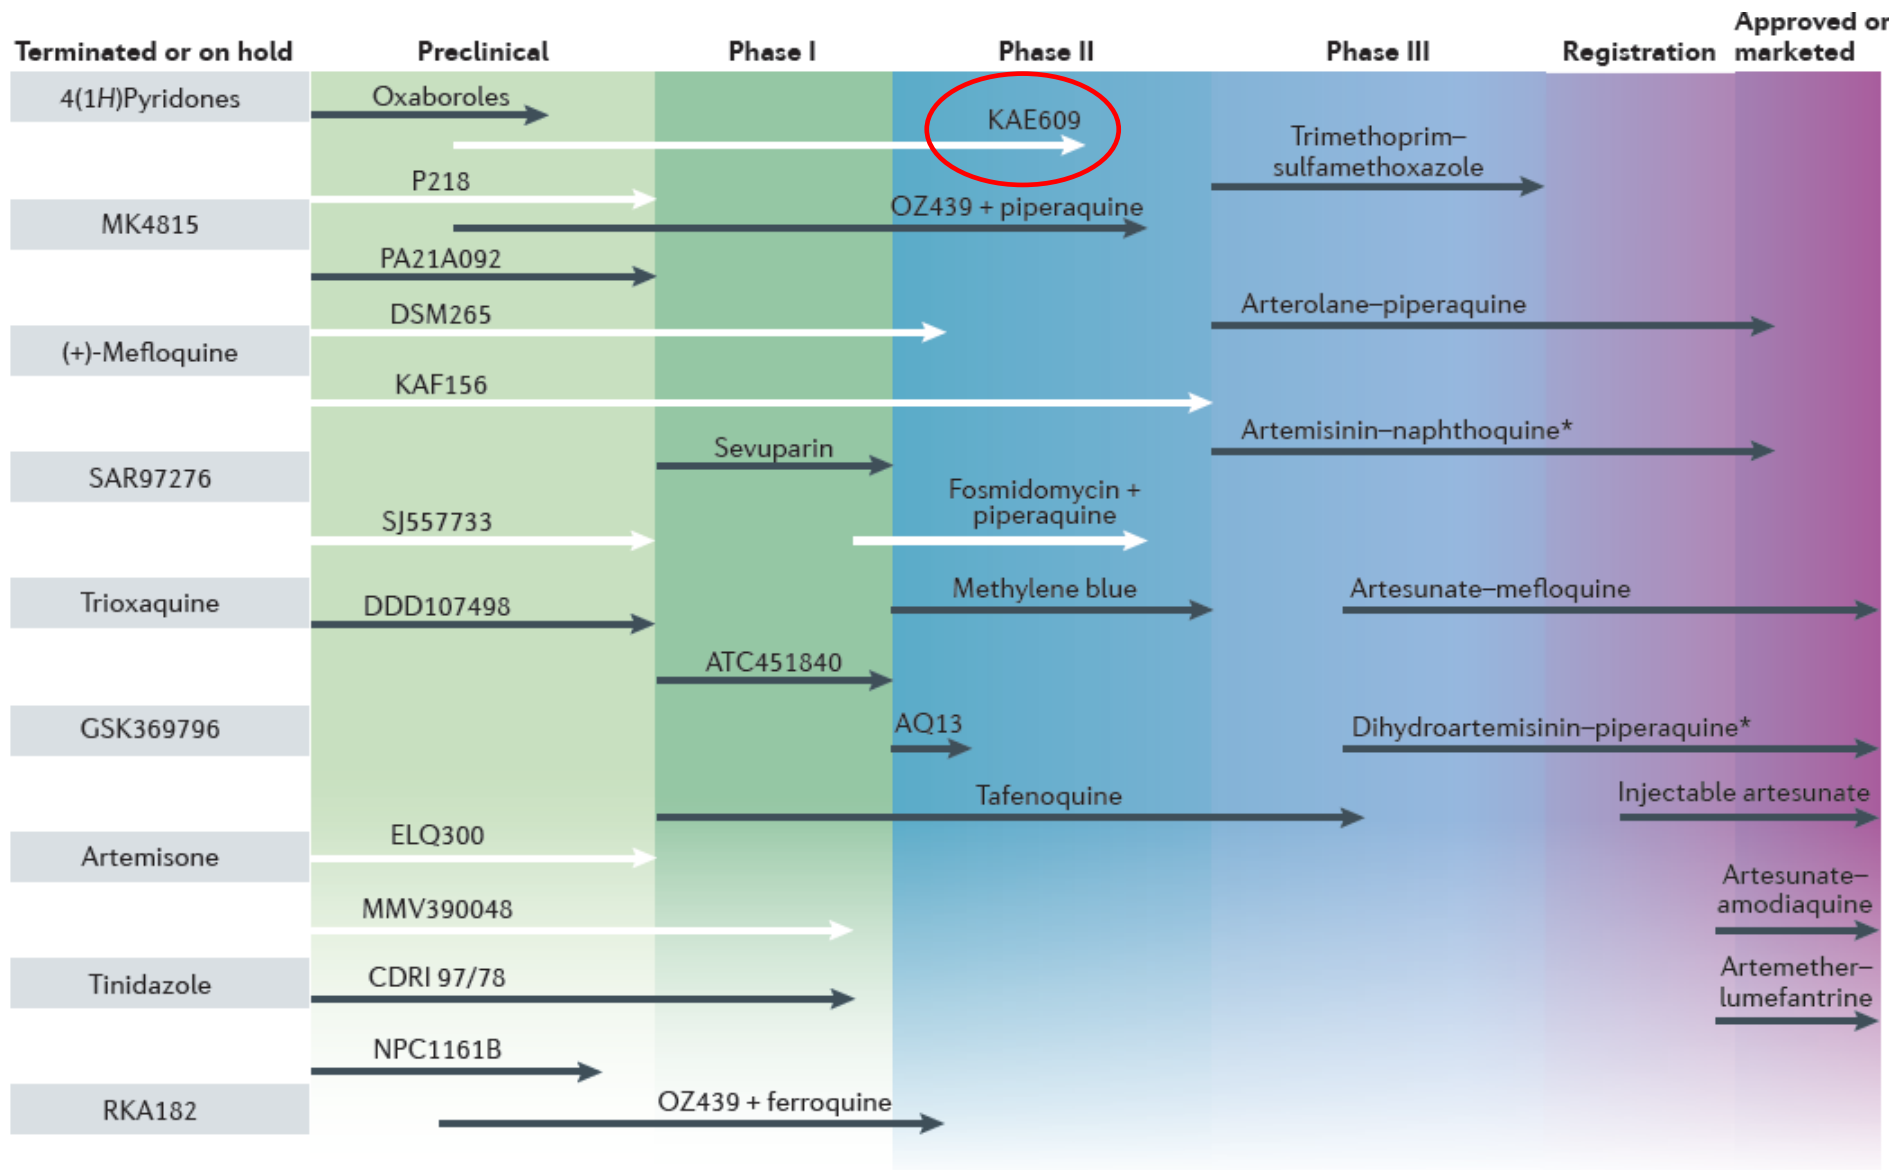 Terminated or on hold
Preclinical
Phase I
Phase II
Phase III
Registration
Approved or
marketed
4(1H)Pyridones
Oxaboroles
KAE609
Trimethoprim–
sulfamethoxazole
P218
MK4815
OZ439 + piperaquine
PA21A092
DSM265
Arterolane–piperaquine
(+)-Mefloquine
KAF156
Artemisinin–naphthoquine*
Sevuparin
SAR97276
Fosmidomycin +
piperaquine
SJ557733
Methylene blue
Artesunate–mefloquine
Trioxaquine
DDD107498
ATC451840
GSK369796
AQ13
Dihydroartemisinin–piperaquine*
Tafenoquine
Injectable artesunate
ELQ300
Artemisone
Artesunate–
amodiaquine
MMV390048
CDRI 97/78
Tinidazole
Artemether–
lumefantrine
NPC1161B
OZ439 + ferroquine
RKA182